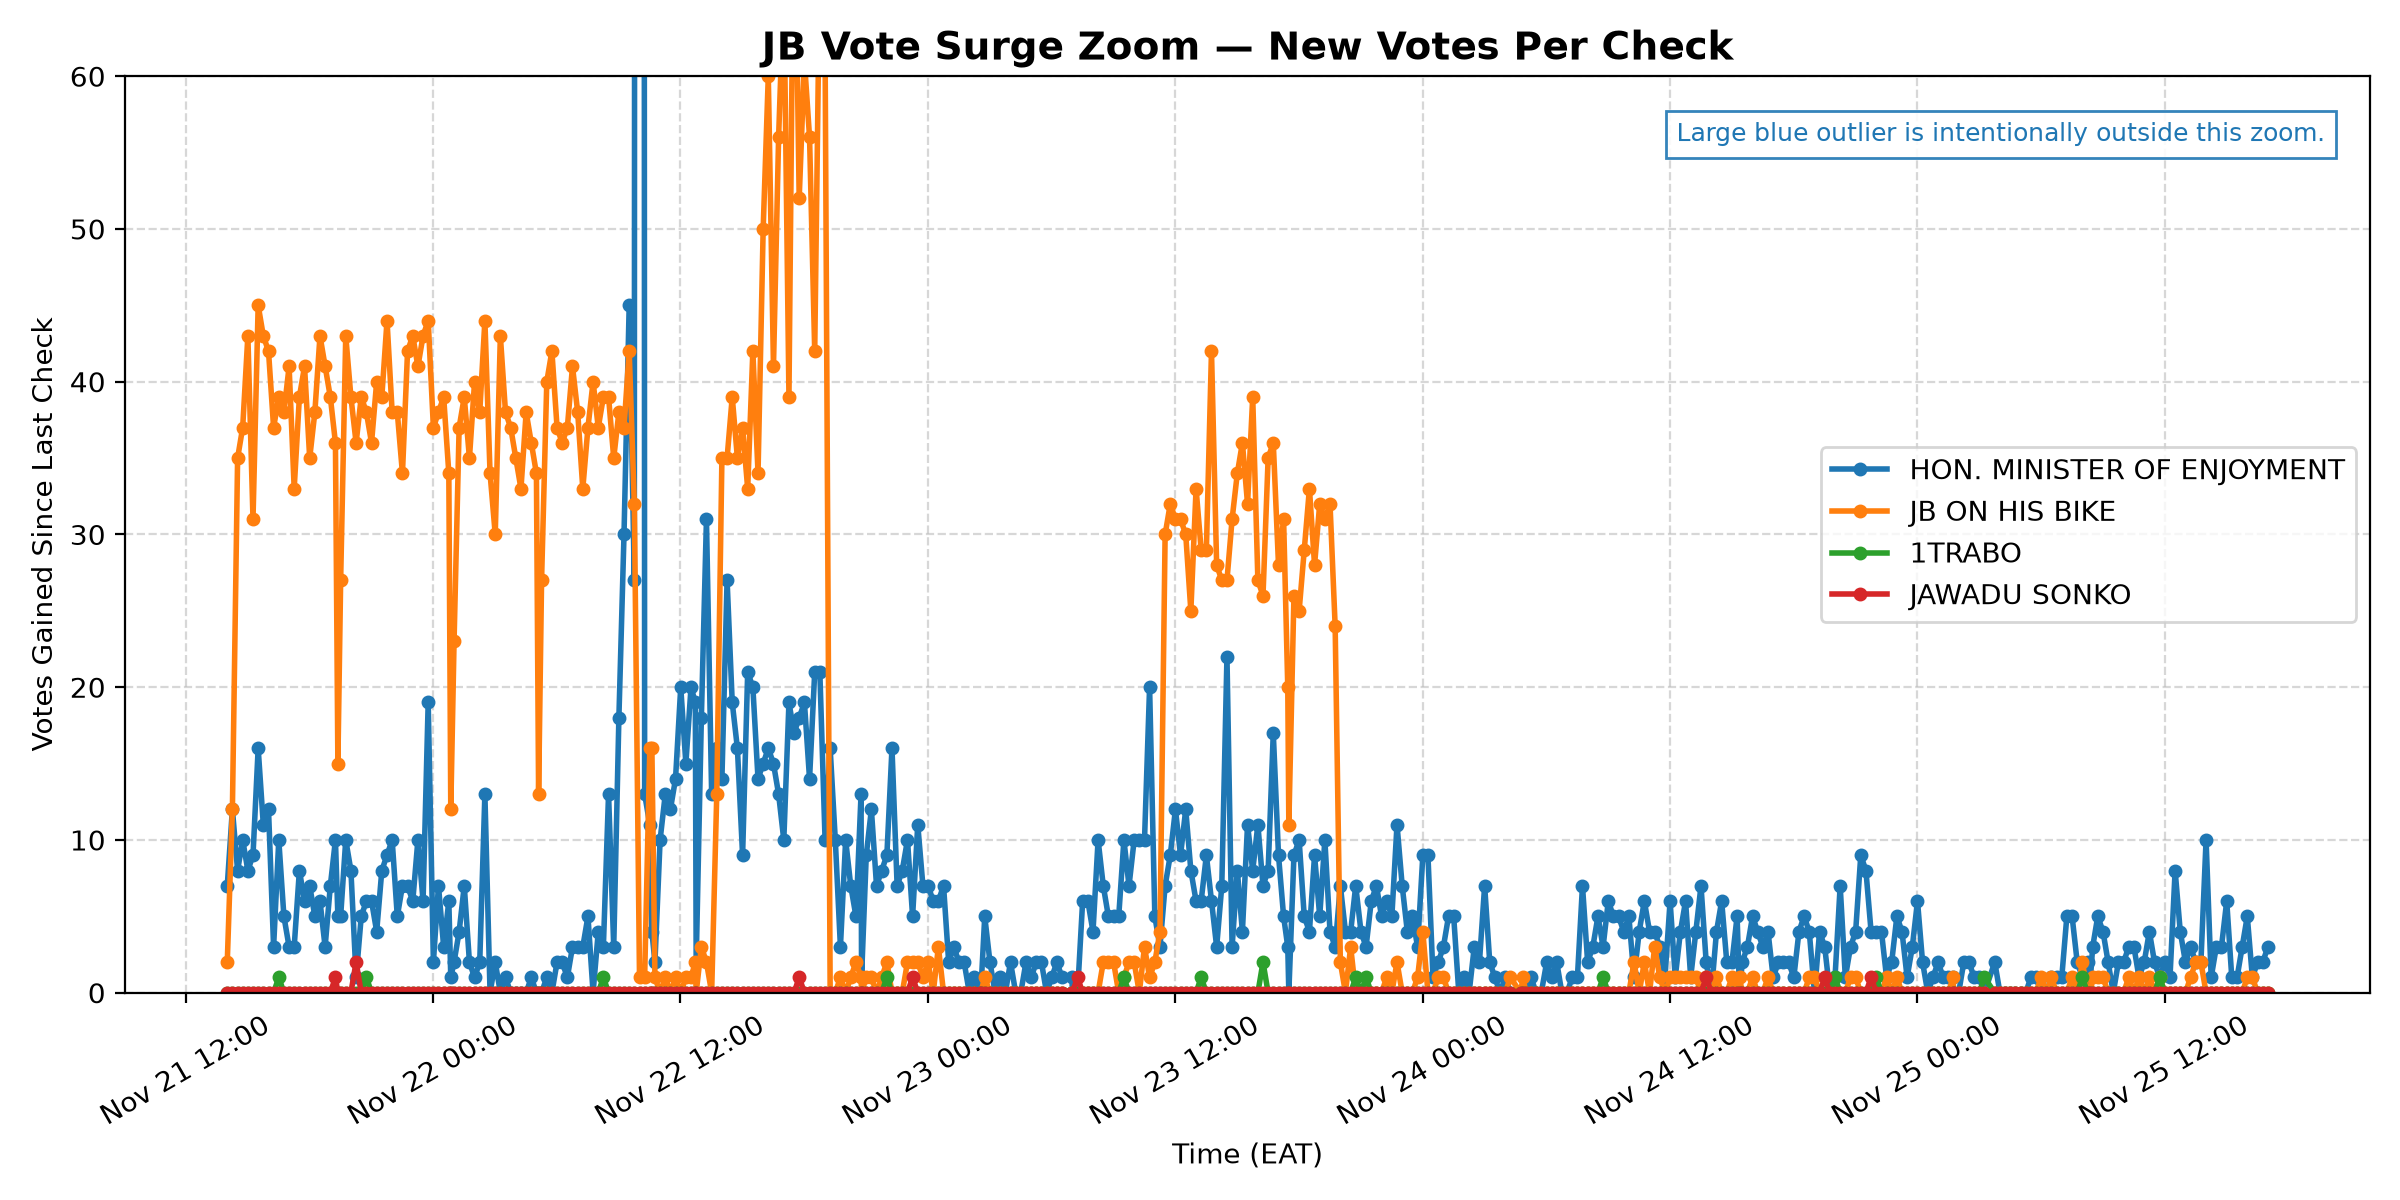 JB Vote Surge Zoom — New Votes Per Check
60
50
40
30
20
10
0
Votes Gained Since Last Check
Large blue outlier is intentionally outside this zoom.
HON. MINISTER OF ENJOYMENT
JB ON HIS BIKE
1TRABO
JAWADU SONKO
Nov 21 12:00
Nov 22 00:00
Nov 22 12:00
Nov 23 00:00
Nov 23 12:00
Nov 24 00:00
Nov 24 12:00
Nov 25 00:00
Nov 25 12:00
Time (EAT)